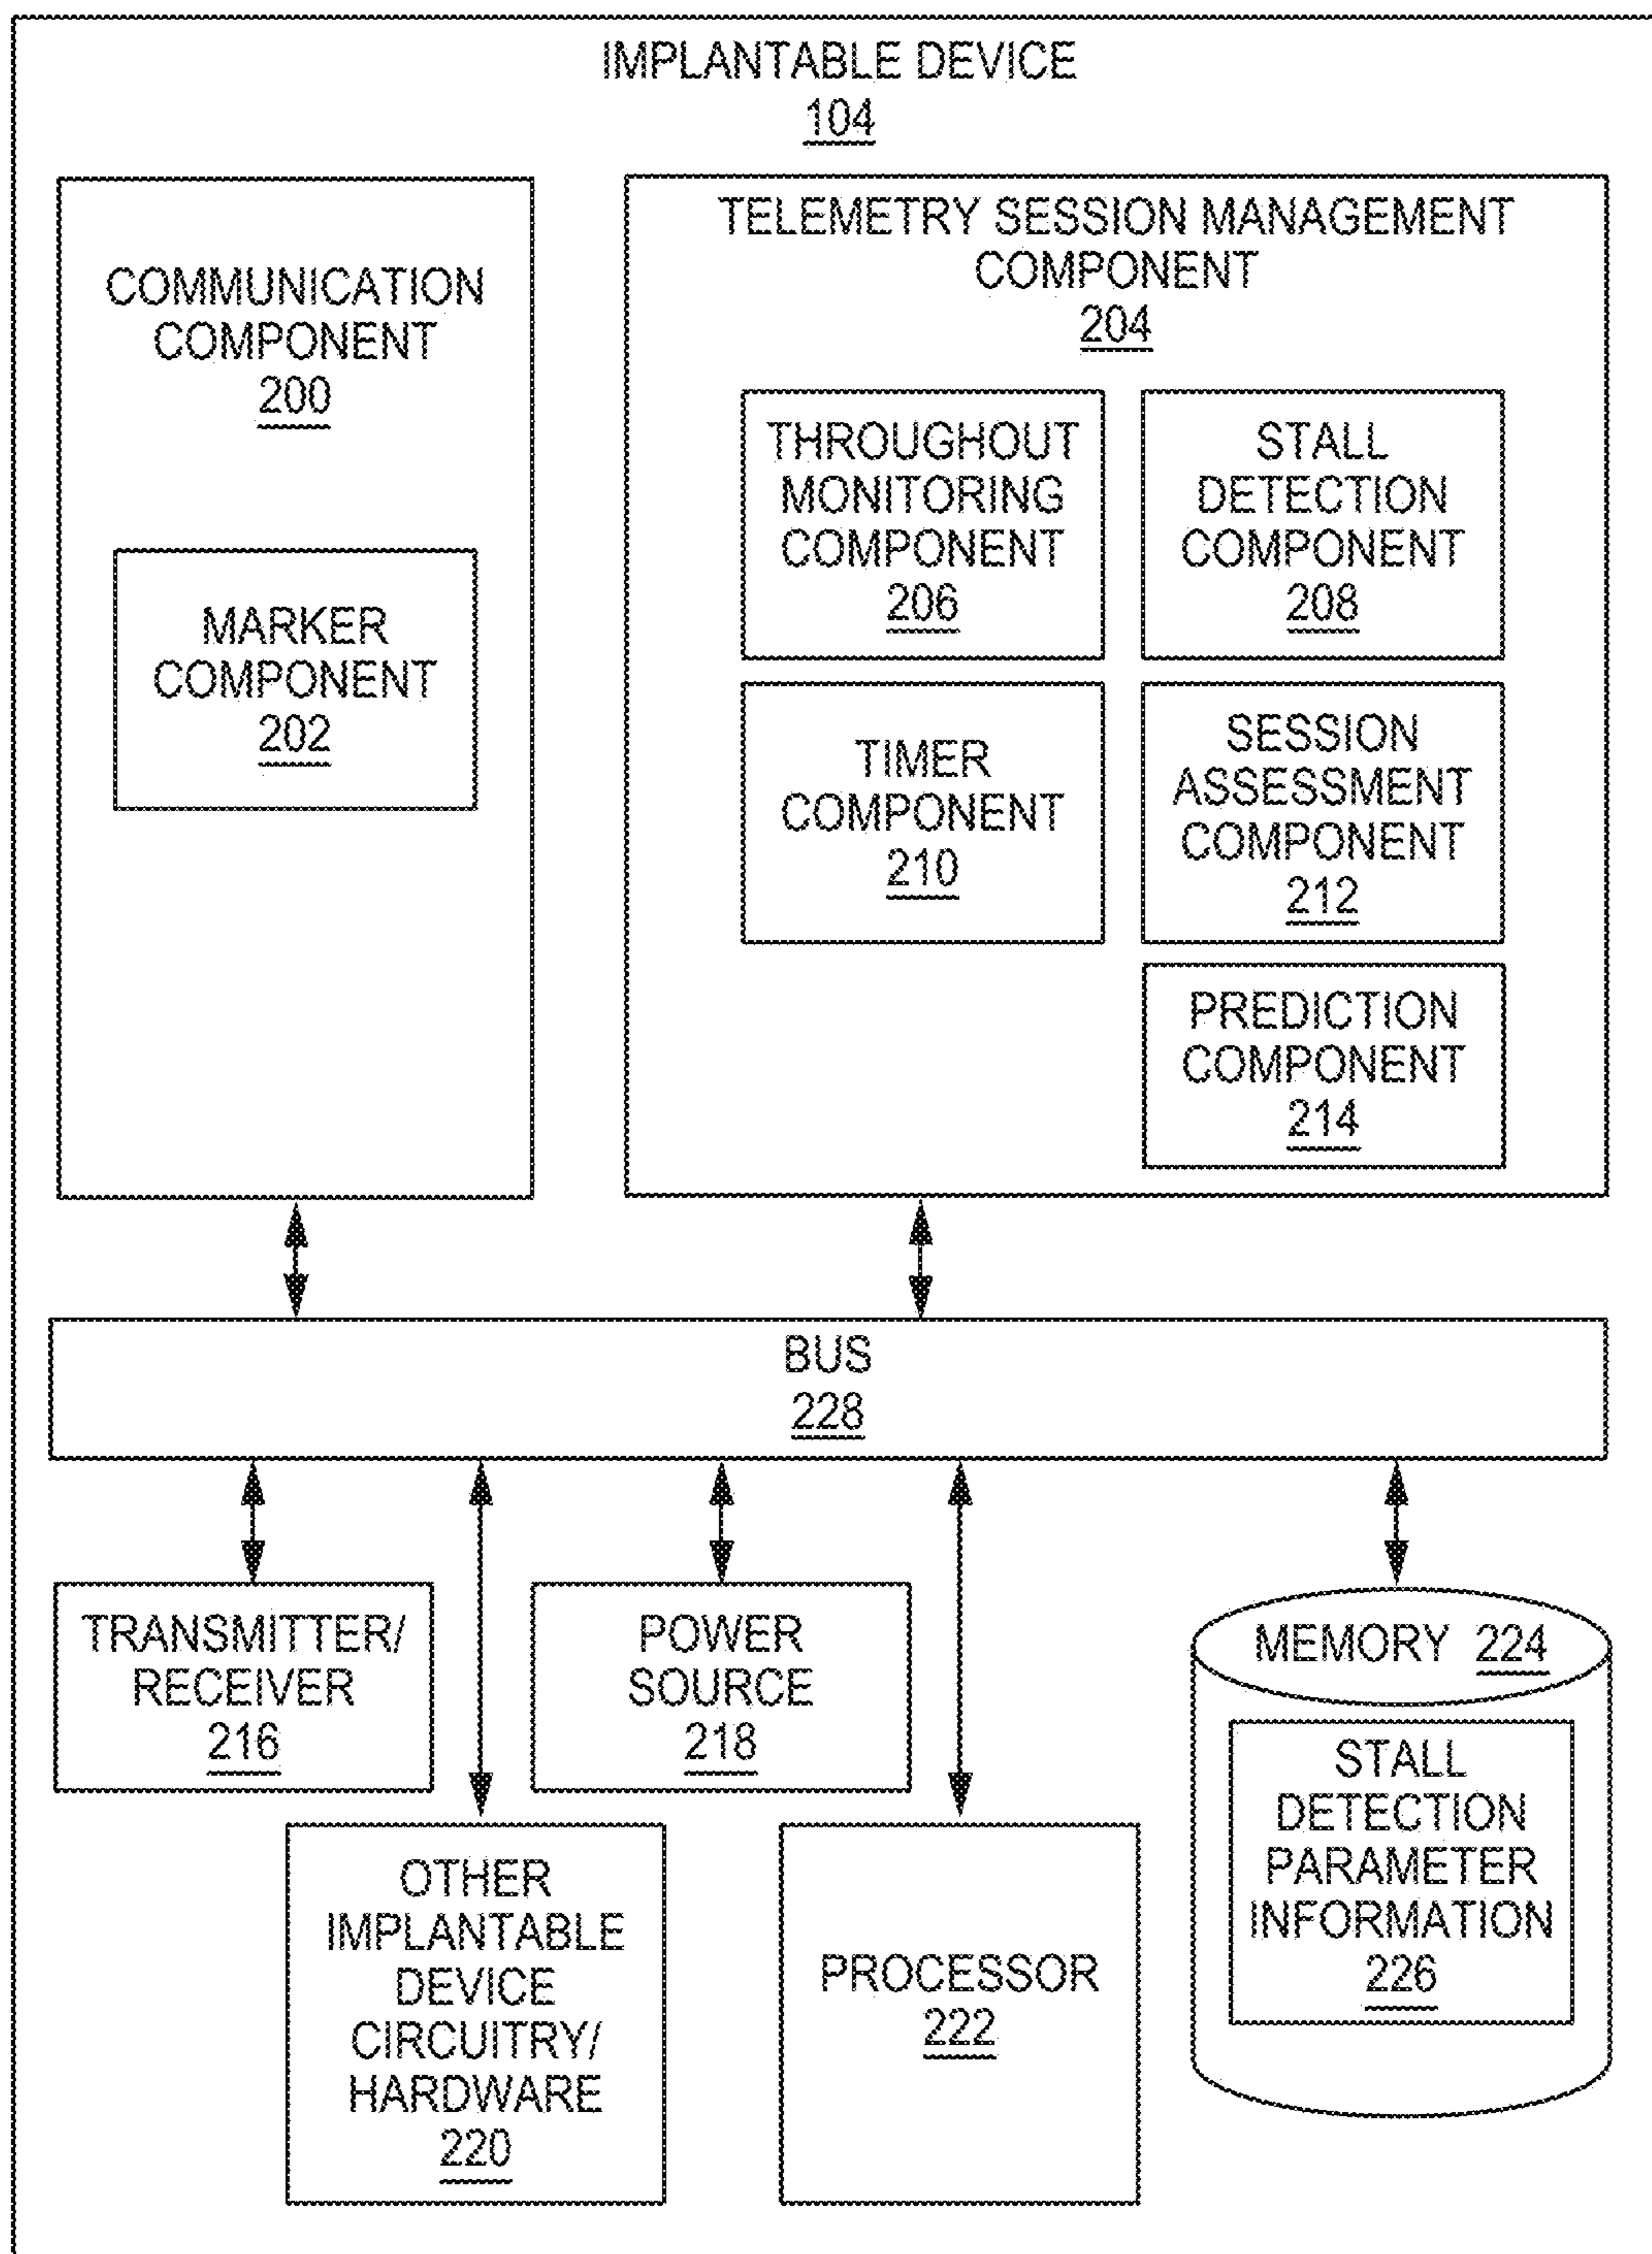 IMPLANTABLE DEVICE
104
COMMUNICATION
COMPONENT
200
MARKER
COMPONENT
202
TELEMETRY SESSION MANAGEMENT
COMPONENT
204
THROUGHOUT
MONITORING
COMPONENT
206
STALL
DETECTION
COMPONENT
208
TIMER
COMPONENT
210
SESSION
ASSESSMENT
COMPONENT
212
PREDICTION
COMPONENT
214
BUS
228
TRANSMITTER/
RECEIVER
216
POWER
SOURCE
218
MEMORY 224
STALL
DETECTION
PARAMETER
INFORMATION
226
OTHER
IMPLANTABLE
DEVICE
CIRCUITRY/
HARDWARE
220
PROCESSOR
222